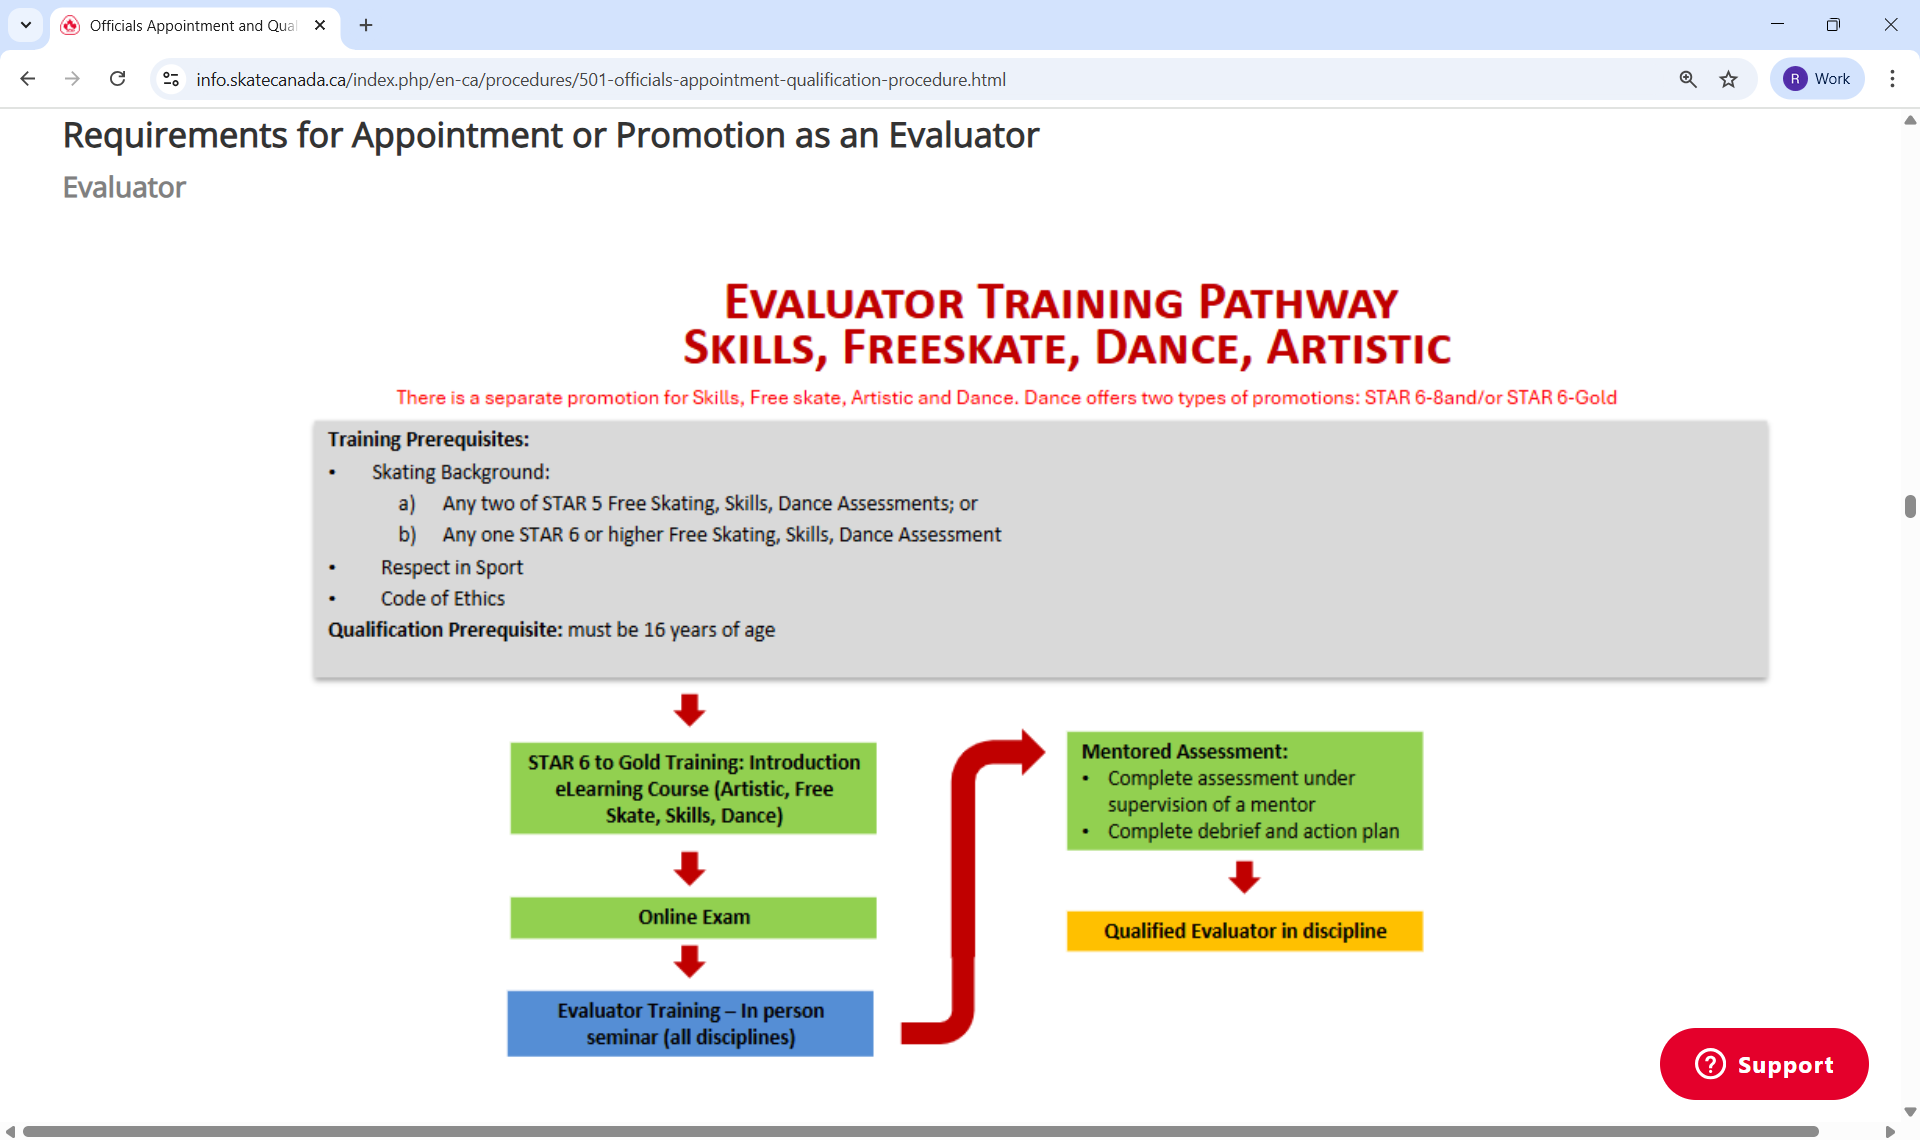 Officials Appointment and Qual
info.skatecanada.ca/index.php/en-ca/procedures/501-officials-appointment-qualification-procedure.html
R Work
Requirements for Appointment or Promotion as an Evaluator
Evaluator
EVALUATOR TRAINING PATHWAY
SKILLS, FREESKATE, DANCE, ARTISTIC
There is a separate promotion for Skills, Free skate, Artistic and Dance. Dance offers two types of promotions: STAR 6-8and/or STAR 6-Gold
Training Prerequisites:
• Skating Background:
a) Any two of STAR 5 Free Skating, Skills, Dance Assessments; or
b) Any one STAR 6 or higher Free Skating, Skills, Dance Assessment
• Respect in Sport
• Code of Ethics
Qualification Prerequisite: must be 16 years of age
STAR 6 to Gold Training: Introduction
eLearning Course (Artistic, Free
Skate, Skills, Dance)
Online Exam
Evaluator Training – In person
seminar (all disciplines)
Mentored Assessment:
• Complete assessment under
supervision of a mentor
• Complete debrief and action plan
Qualified Evaluator in discipline
Support